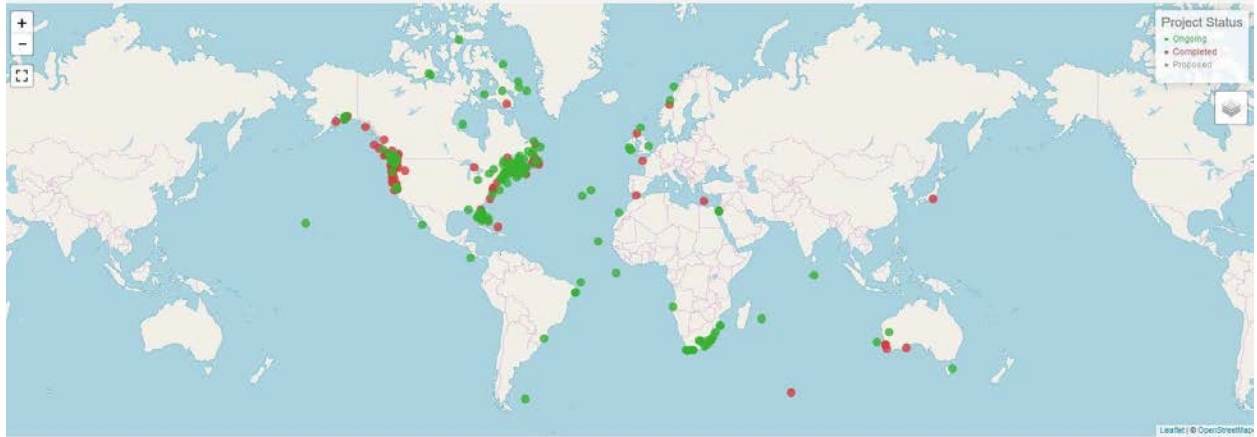 +
−
Project Status
Ongoing
Completed
Proposed
Leaflet | © OpenStreetMap